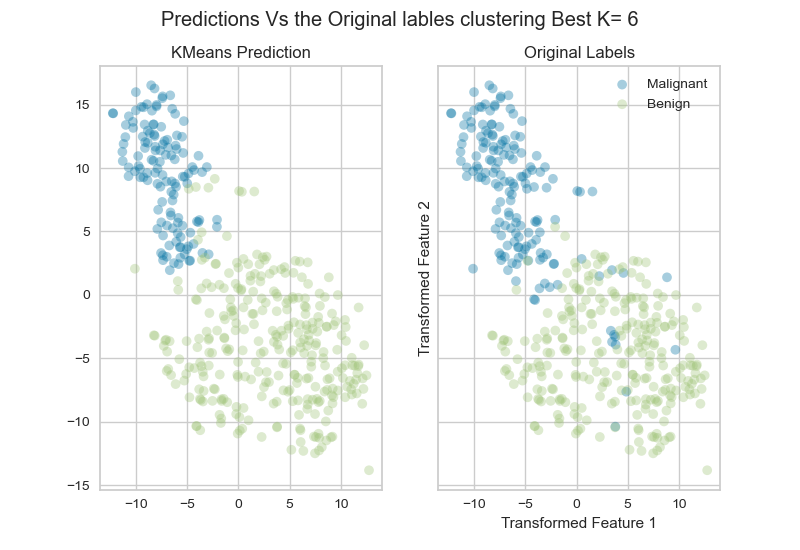 Predictions Vs the Original lables clustering Best K= 6
KMeans Prediction
Original Labels
Malignant
Benign
15
10
5
0
−5
−10
−15
−10 −5 0 5 10
Transformed Feature 2
−10 −5 0 5 10
Transformed Feature 1